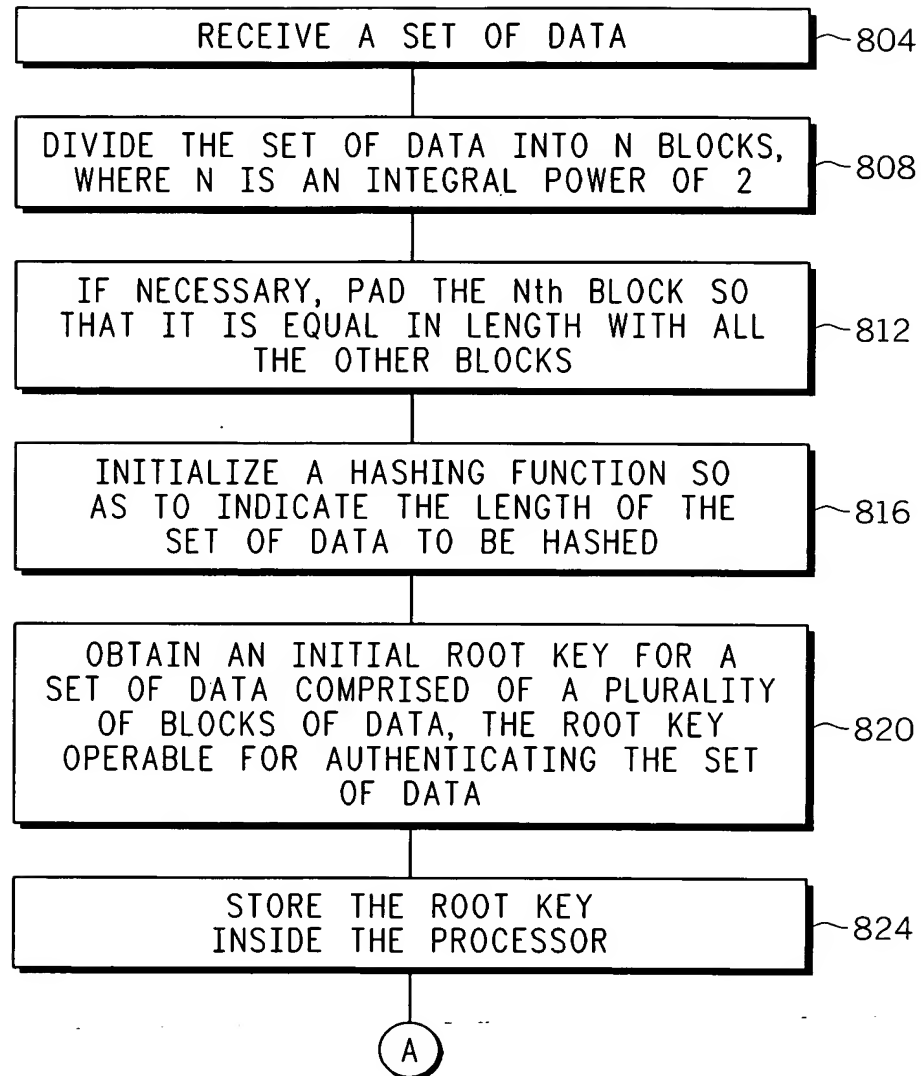 RECEIVE A SET OF DATA
804
DIVIDE THE SET OF DATA INTO N BLOCKS,
WHERE N IS AN INTEGRAL POWER OF 2
808
IF NECESSARY, PAD THE Nth BLOCK SO
THAT IT IS EQUAL IN LENGTH WITH ALL
THE OTHER BLOCKS
812
INITIALIZE A HASHING FUNCTION SO
AS TO INDICATE THE LENGTH OF THE
SET OF DATA TO BE HASHED
816
OBTAIN AN INITIAL ROOT KEY FOR A
SET OF DATA COMPRISED OF A PLURALITY
OF BLOCKS OF DATA, THE ROOT KEY
OPERABLE FOR AUTHENTICATING THE SET
OF DATA
820
STORE THE ROOT KEY
INSIDE THE PROCESSOR
824
A